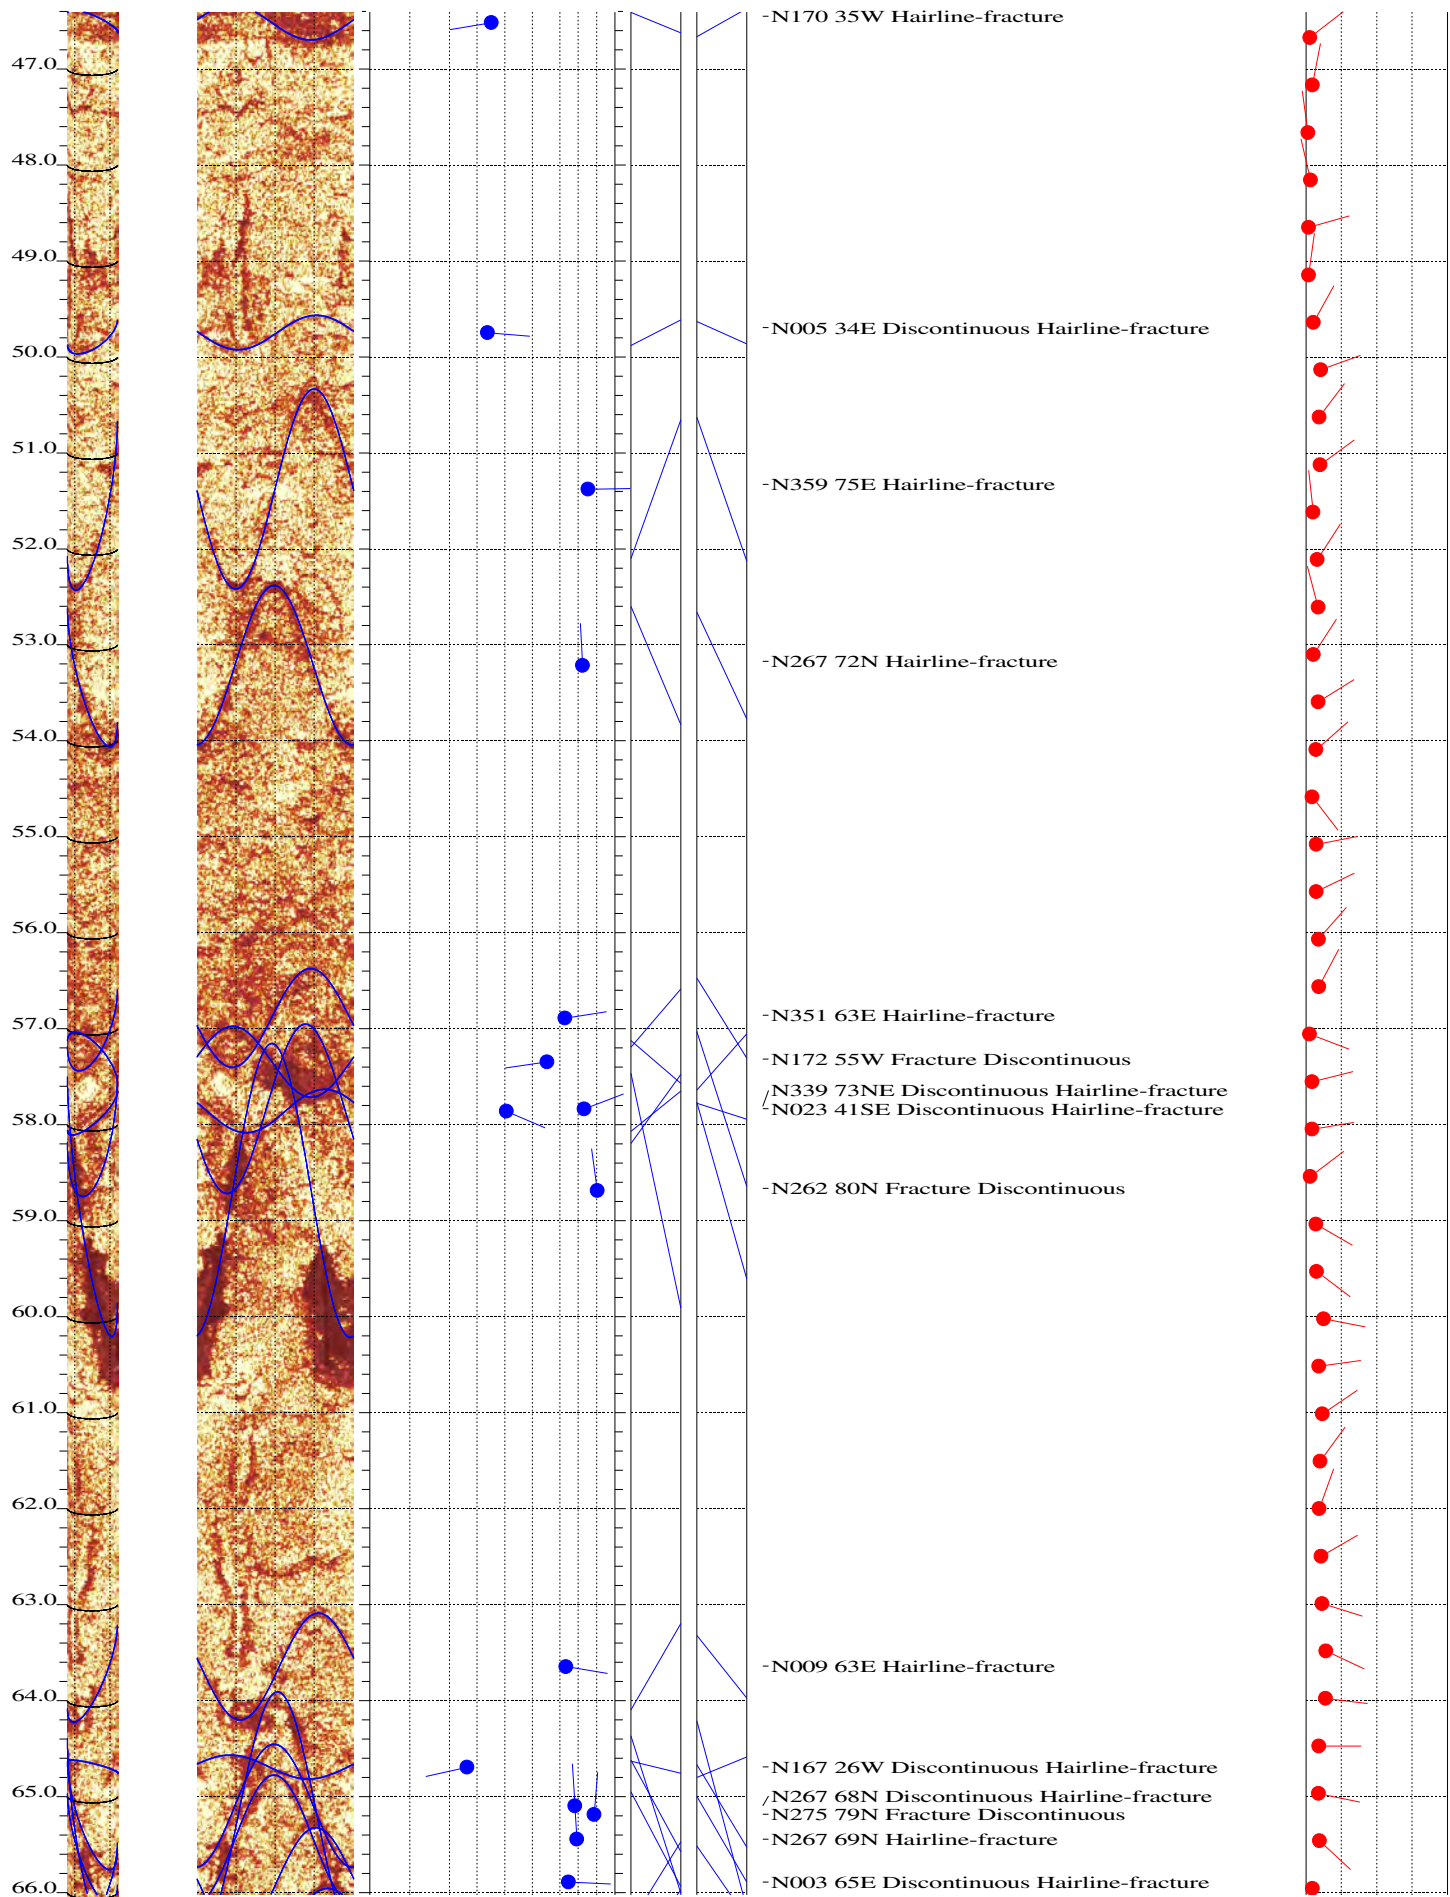 -N170 35W Hairline-fracture
47.0
48.0
49.0
-N005 34E Discontinuous Hairline-fracture
50.0
51.0
-N359 75E Hairline-fracture
52.0
53.0
-N267 72N Hairline-fracture
54.0
55.0
56.0
-N351 63E Hairline-fracture
57.0
-N172 55W Fracture Discontinuous
N339 73NE Discontinuous Hairline-fracture
-N023 41SE Discontinuous Hairline-fracture
58.0
-N262 80N Fracture Discontinuous
59.0
60.0
61.0
62.0
63.0
-N009 63E Hairline-fracture
64.0
-N167 26W Discontinuous Hairline-fracture
65.0
N267 68N Discontinuous Hairline-fracture
-N275 79N Fracture Discontinuous
-N267 69N Hairline-fracture
-N003 65E Discontinuous Hairline-fracture
66.0